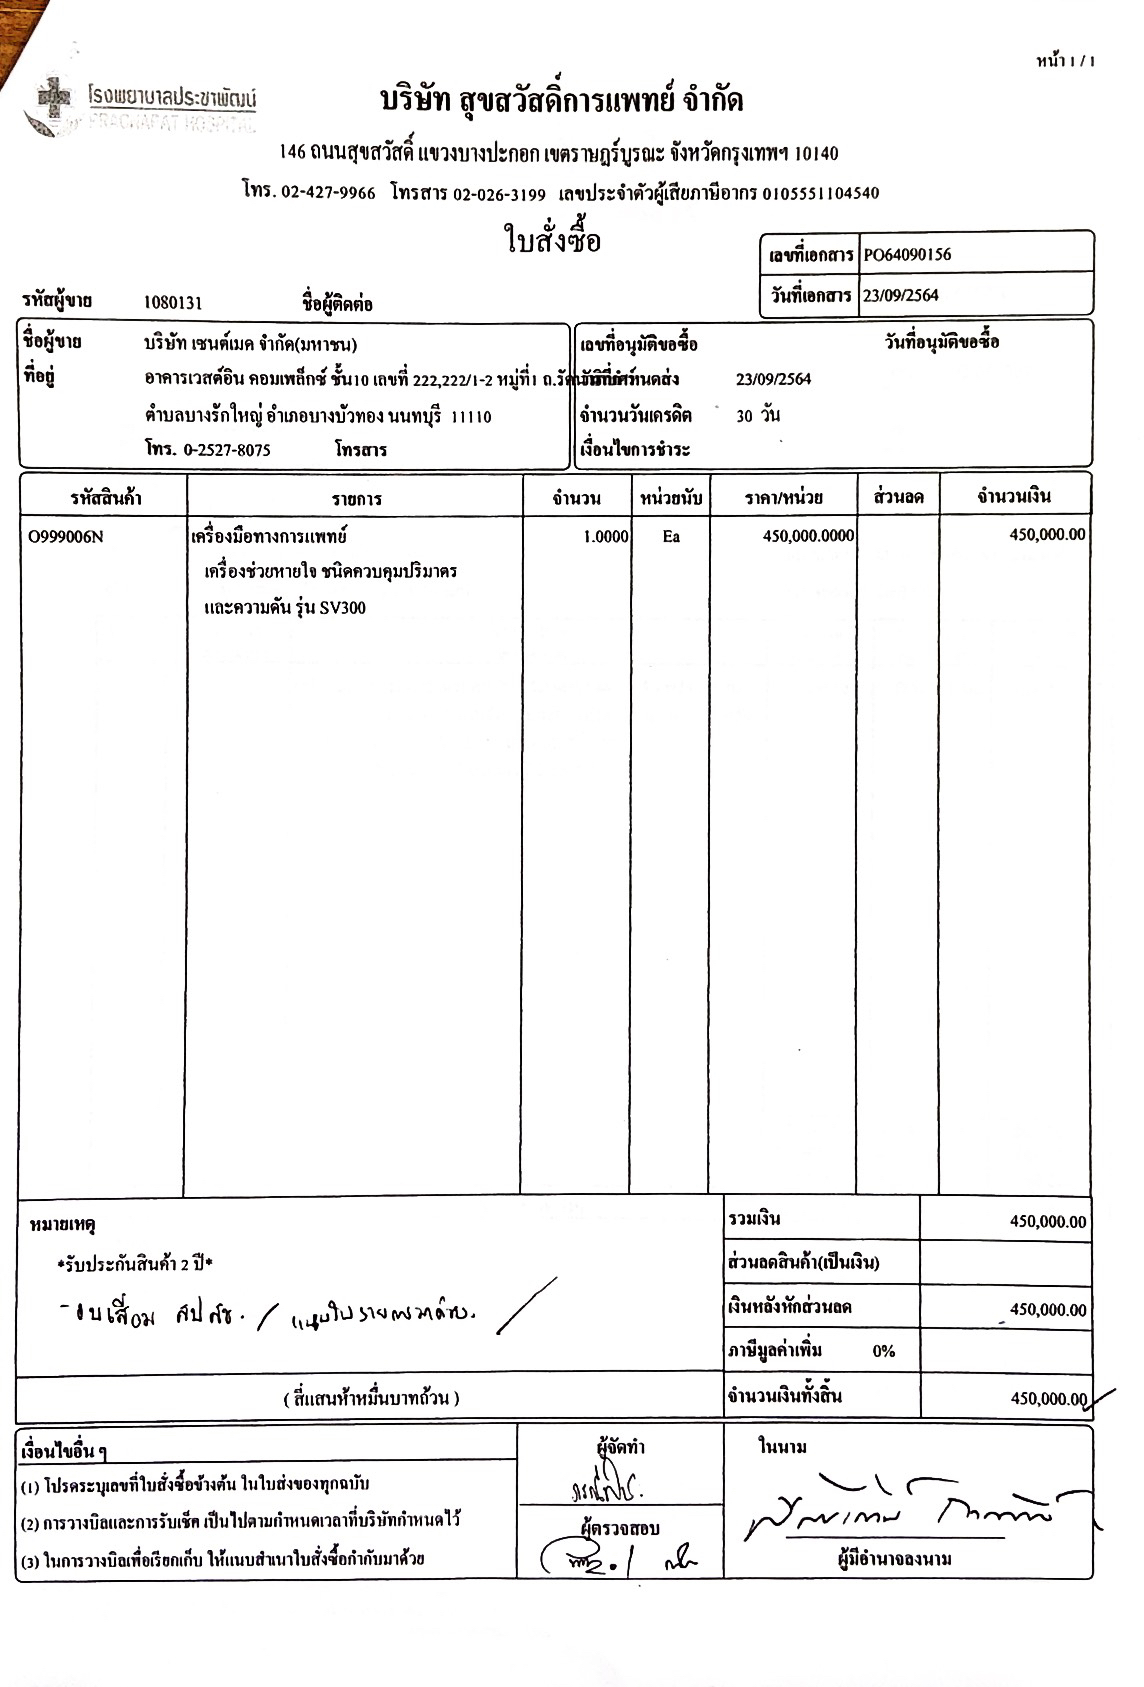 หน้า 1 / 1
โรงพยาบาลประชาพัฒน์
PRACHAPAT HOSPITAL
บริษัท สุขสวัสดิ์การแพทย์ จำกัด
146 ถนนสุขสวัสดิ์ แขวงบางปะกอก เขตราษฎร์บูรณะ จังหวัดกรุงเทพฯ 10140
โทร. 02-427-9966 โทรสาร 02-026-3199 เลขประจำตัวผู้เสียภาษีอากร 0105551104540
ใบสั่งซื้อ
เลขที่เอกสาร PO64090156
วันที่เอกสาร 23/09/2564
รหัสผู้ขาย 1080131 ชื่อผู้ติดต่อ
ชื่อผู้ขาย บริษัท เซนต์เมด จำกัด(มหาชน) เลขที่อนุมัติขอซื้อ วันที่อนุมัติขอซื้อ
ที่อยู่ อาคารเวสต์อิน คอมเพล็กซ์ ชั้น10 เลขที่ 222,222/1-2 หมู่ที่1 ถ. 23/09/2564
ตำบลบางรักใหญ่ อำเภอบางบัวทอง นนทบุรี 11110 จำนวนวันเครดิต 30 วัน
โทร. 0-2527-8075 โทรสาร เงื่อนไขการชำระ
รหัสสินค้า รายการ จำนวน หน่วยนับ ราคา/หน่วย ส่วนลด จำนวนเงิน
O999006N เครื่องมือทางการแพทย์ 1.0000 Ea 450,000.0000 450,000.00
เครื่องช่วยหายใจ ชนิดควบคุมปริมาตร
และความดัน รุ่น SV300
หมายเหตุ รวมเงิน 450,000.00
*รับประกันสินค้า 2 ปี* ส่วนลดสินค้า(เป็นเงิน)
- งบเสื่อม สปสช. / เงินหลังหักส่วนลด 450,000.00
ภาษีมูลค่าเพิ่ม 0%
( สี่แสนห้าหมื่นบาทถ้วน ) จำนวนเงินทั้งสิ้น 450,000.00
เงื่อนไขอื่น ๆ ผู้จัดทำ ในนาม
(1) โปรดระบุเลขที่ใบสั่งซื้อข้างต้น ในใบส่งของทุกฉบับ
(2) การวางบิลและการรับเช็ค เป็นไปตามกำหนดเวลาที่บริษัทกำหนดไว้ ผู้ตรวจสอบ
(3) ในการวางบิลเพื่อเรียกเก็บ ให้แนบสำเนาใบสั่งซื้อกำกับมาด้วย ผู้มีอำนาจลงนาม